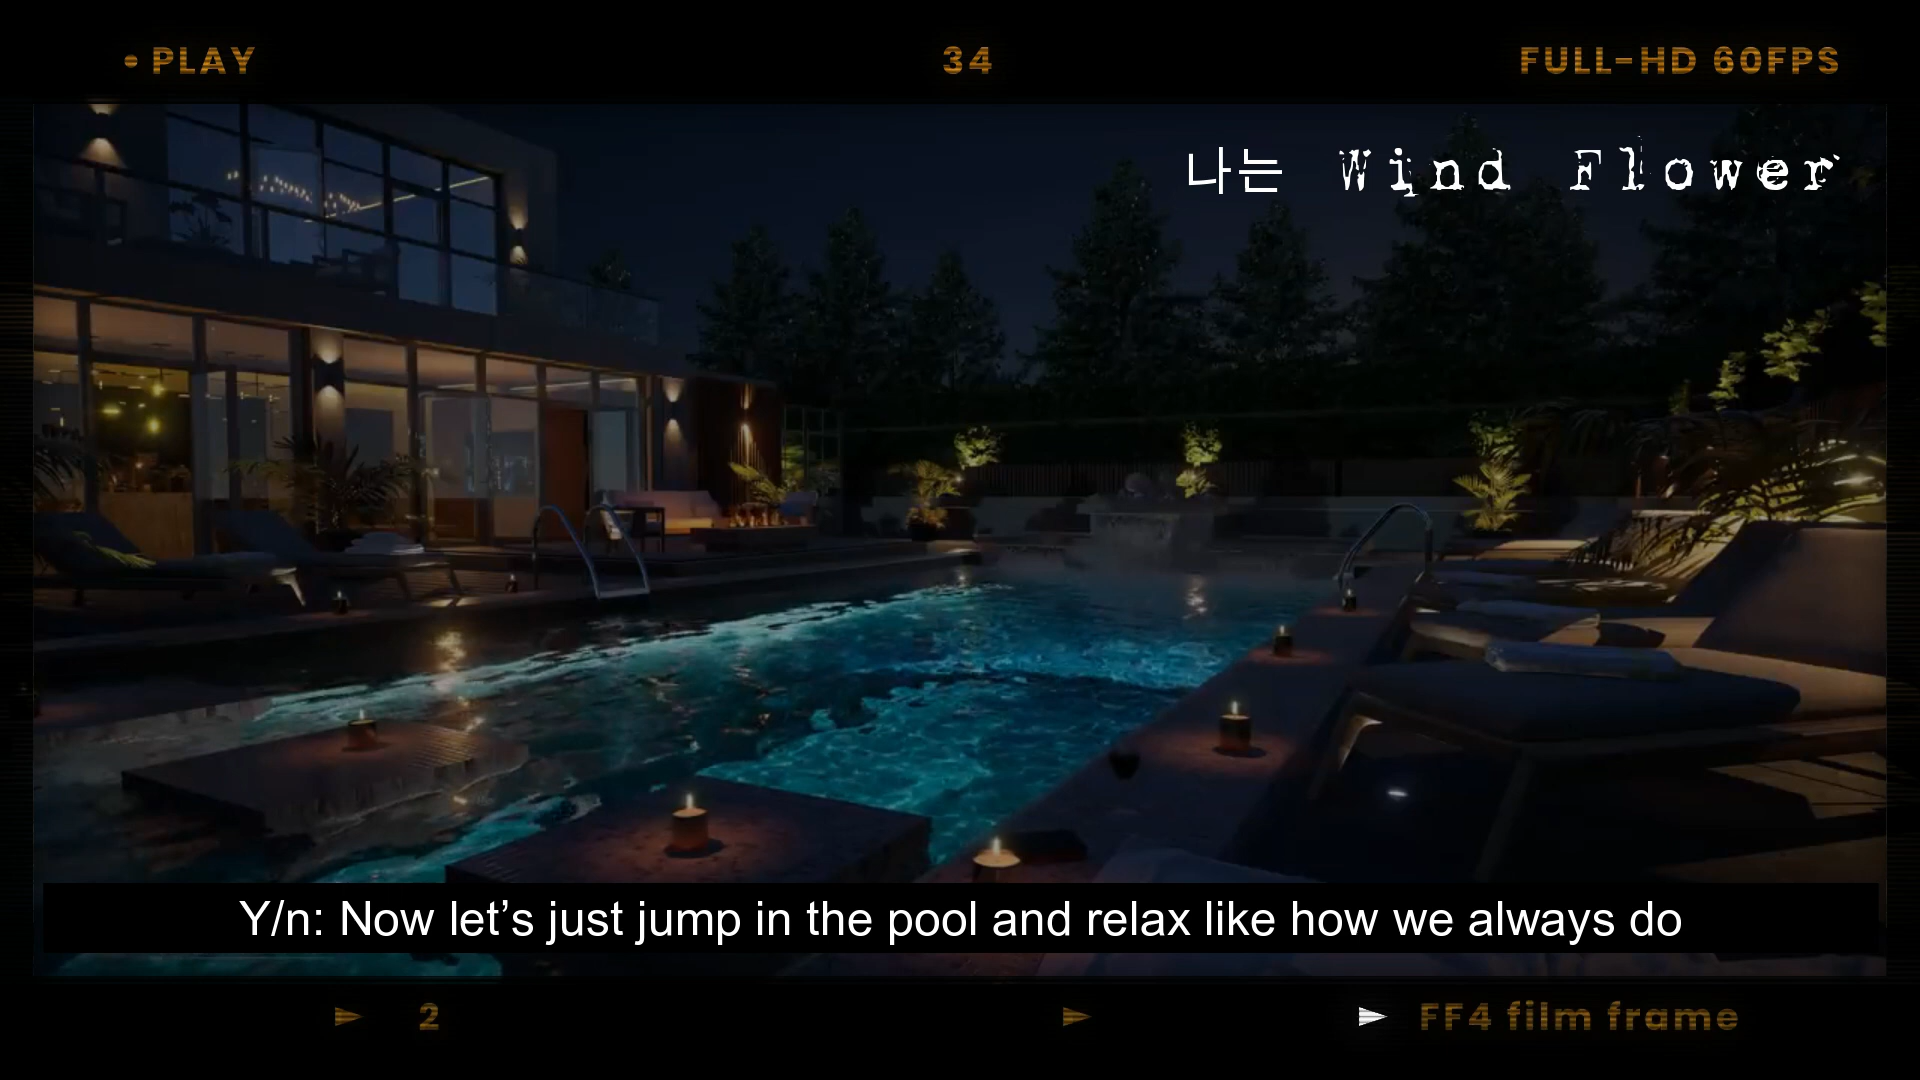 • PLAY
34
FULL-HD 60FPS
나는 Wind Flower
Y/n: Now let’s just jump in the pool and relax like how we always do
2
FF4 film frame